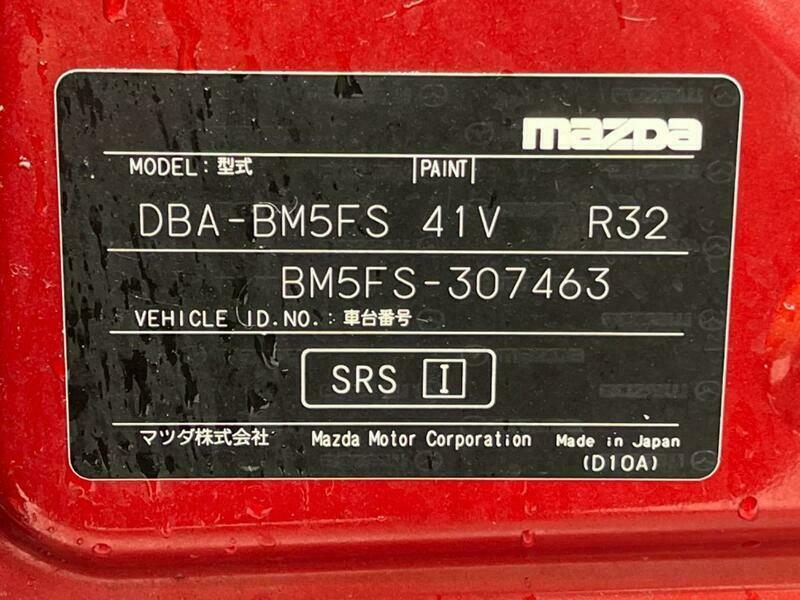 mazda
MODEL: 型式 PAINT
DBA-BM5FS 41V R32
BM5FS-307463
VEHICLE ID.NO.: 車台番号
SRS I
マツダ株式会社 Mazda Motor Corporation Made in Japan
(D10A)